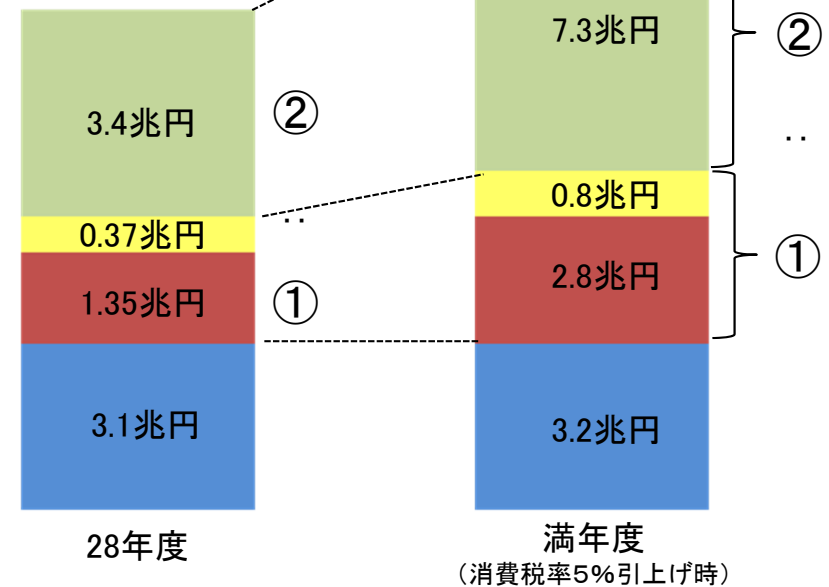 7.3兆円
②
3.4兆円
②
‥
0.8兆円
0.37兆円
‥
①
2.8兆円
1.35兆円
①
3.1兆円
3.2兆円
28年度
満年度
（消費税率5％引上げ時）